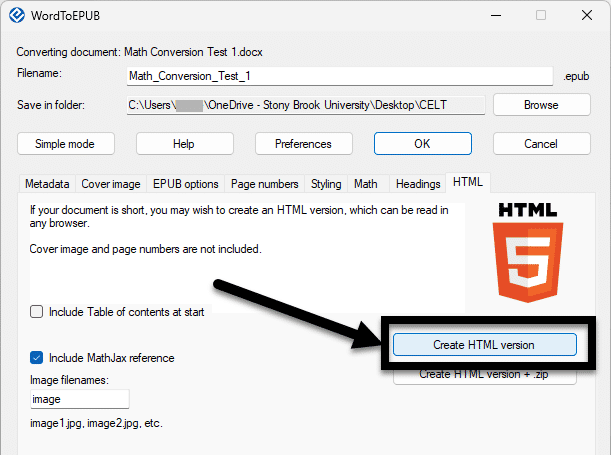 WordToEPUB
Converting document: Math Conversion Test 1.docx
Filename:
Math_Conversion_Test_1
.epub
Save in folder:
C:\Users\ \OneDrive - Stony Brook University\Desktop\CELT
Browse
Simple mode
Help
Preferences
OK
Cancel
Metadata
Cover image
EPUB options
Page numbers
Styling
Math
Headings
HTML
If your document is short, you may wish to create an HTML version, which can be read in
any browser.
Cover image and page numbers are not included.
HTML
5
Include Table of contents at start
Create HTML version
Include MathJax reference
Create HTML version + .zip
Image filenames:
image
image1.jpg, image2.jpg, etc.